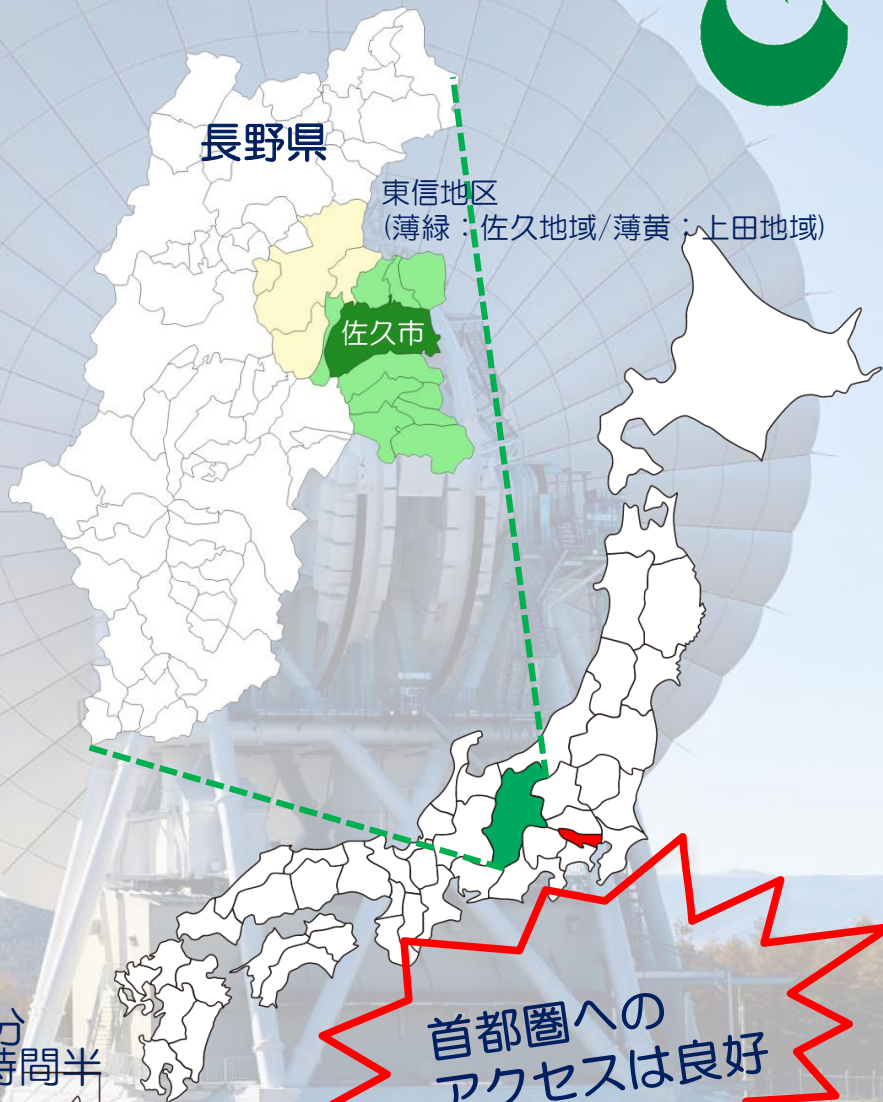 長野県
東信地区
(薄緑：佐久地域/薄黄：上田地域)
佐久市
首都圏への
アクセスは良好
分
時間半